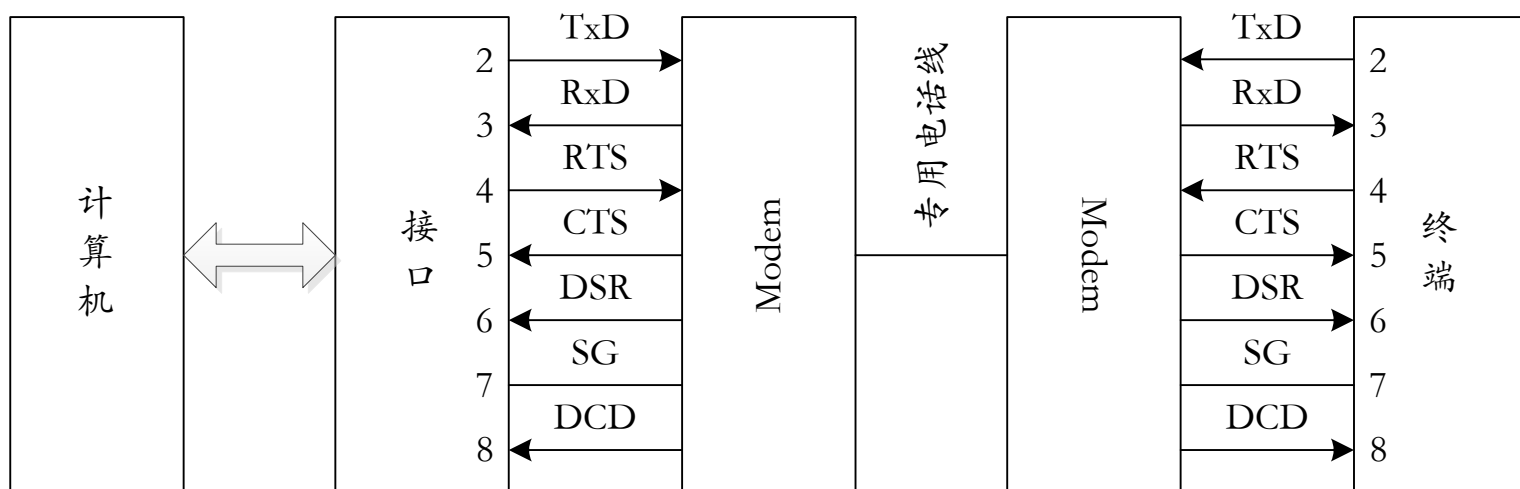 计算机
接口
2
TxD
3
RxD
4
RTS
5
CTS
6
DSR
7
SG
8
DCD
Modem
专用电话线
Modem
TxD
2
RxD
3
RTS
4
CTS
5
DSR
6
SG
7
DCD
8
终端